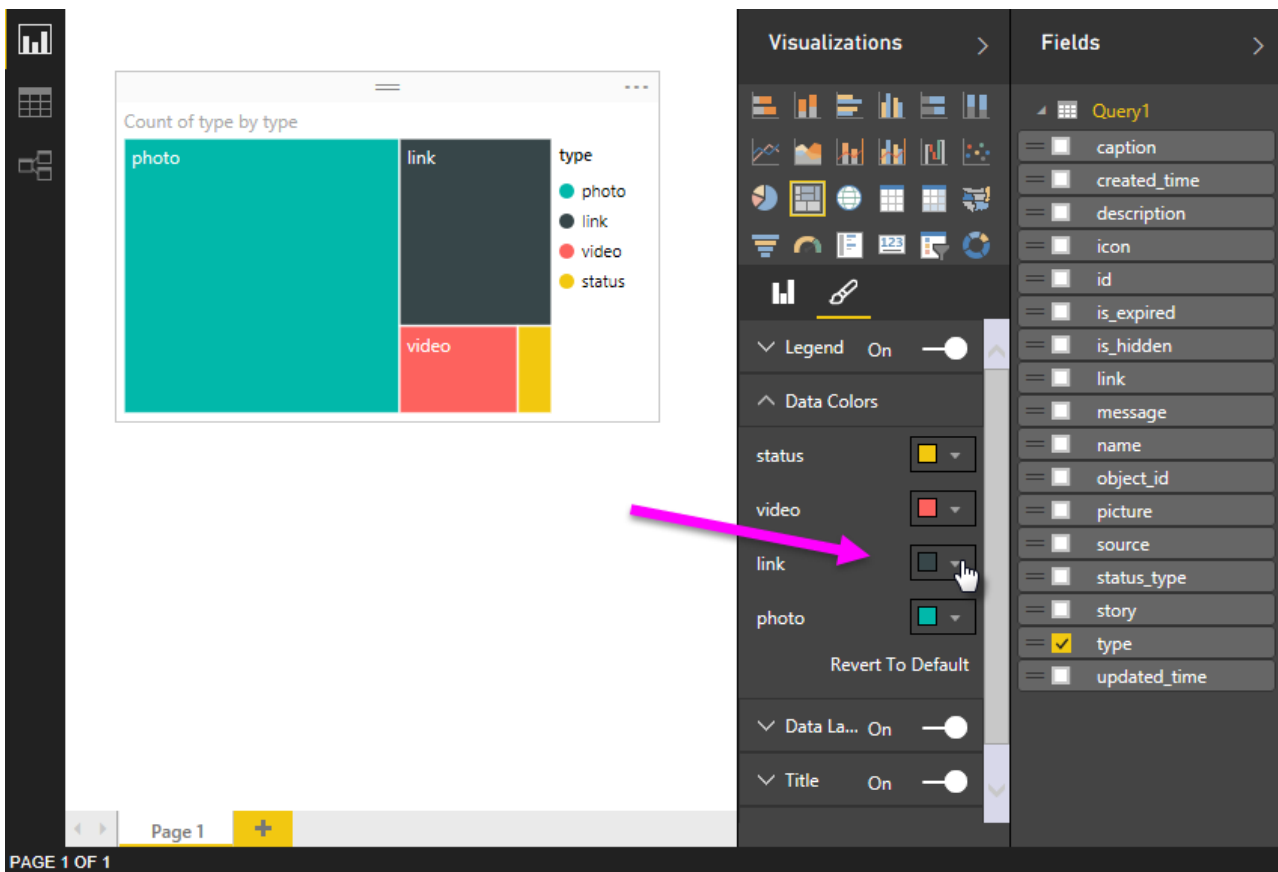 Count of type by type
photo
link
video
type
photo
link
video
status
Page 1
+
PAGE 1 OF 1
Visualizations
123
Legend On
Data Colors
status
video
link
photo
Revert To Default
Data La... On
Title On
Fields
Query1
caption
created_time
description
icon
id
is_expired
is_hidden
link
message
name
object_id
picture
source
status_type
story
type
updated_time